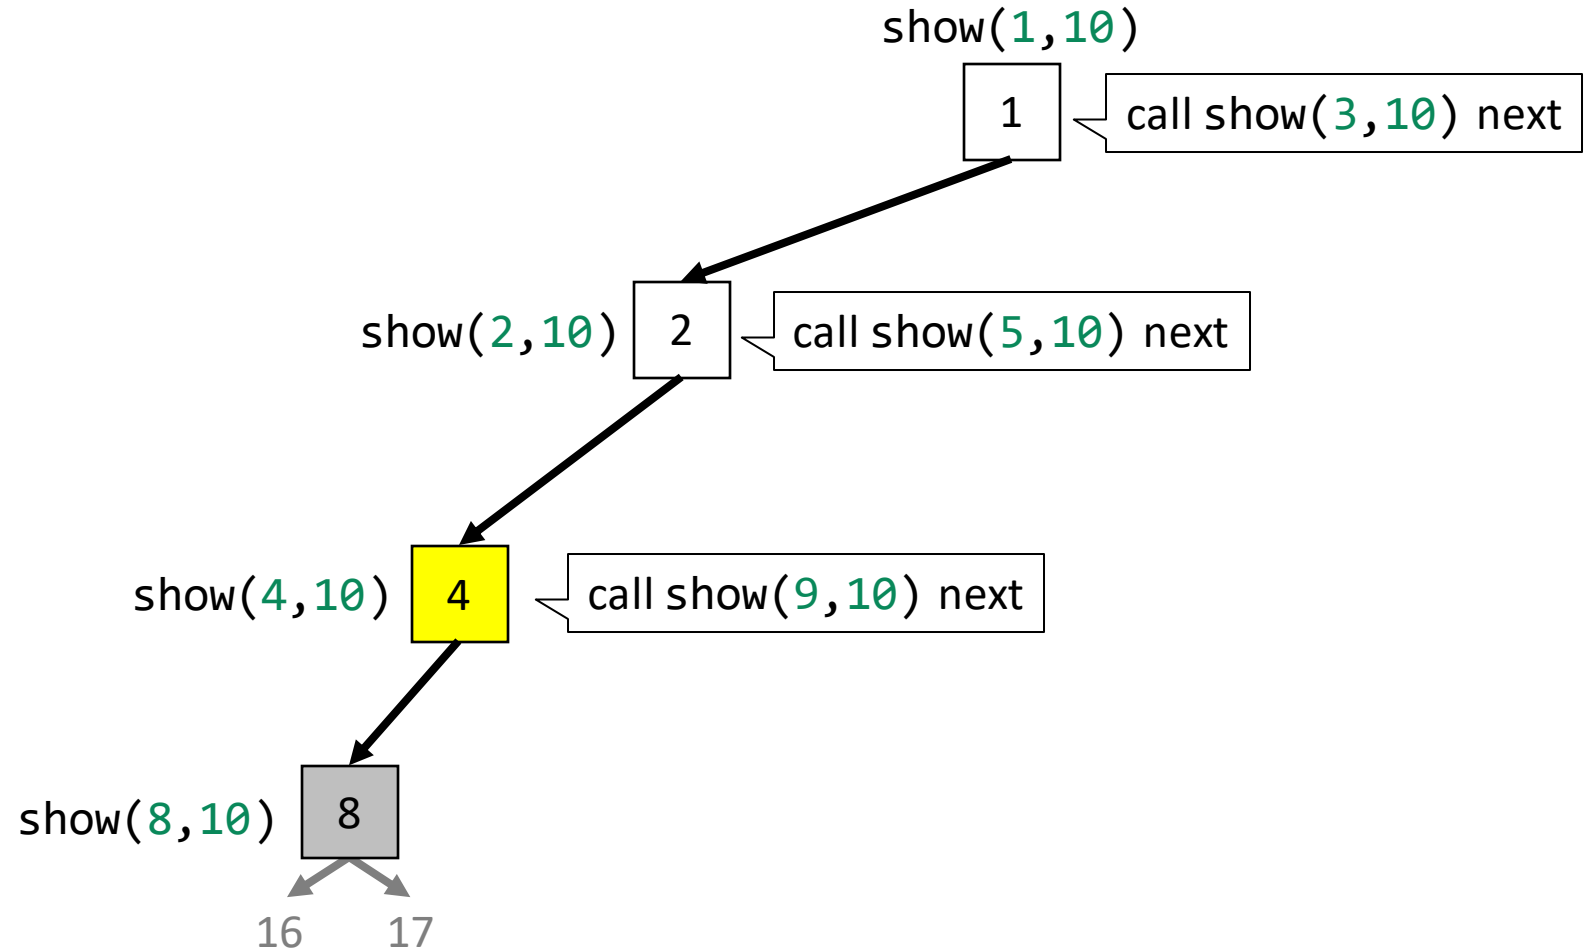 show(1,10)
1
call show(3,10) next
show(2,10)
2
call show(5,10) next
show(4,10)
4
call show(9,10) next
show(8,10)
8
16
17